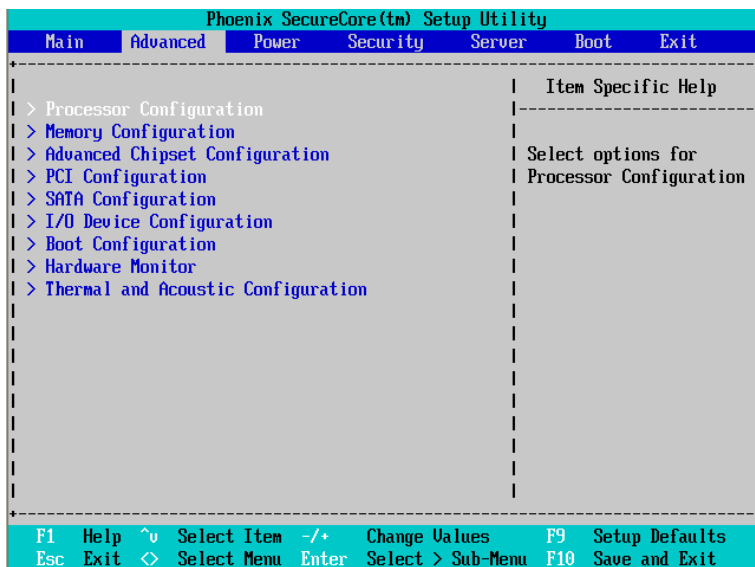 Phoenix SecureCore(tm) Setup Utility
Main Advanced Power Security Server Boot Exit
Item Specific Help
> Processor Configuration
> Memory Configuration
> Advanced Chipset Configuration
> PCI Configuration
> SATA Configuration
> I/O Device Configuration
> Boot Configuration
> Hardware Monitor
> Thermal and Acoustic Configuration
Select options for
Processor Configuration
F1 Help ^v Select Item -/+ Change Values F9 Setup Defaults
Esc Exit <> Select Menu Enter Select > Sub-Menu F10 Save and Exit